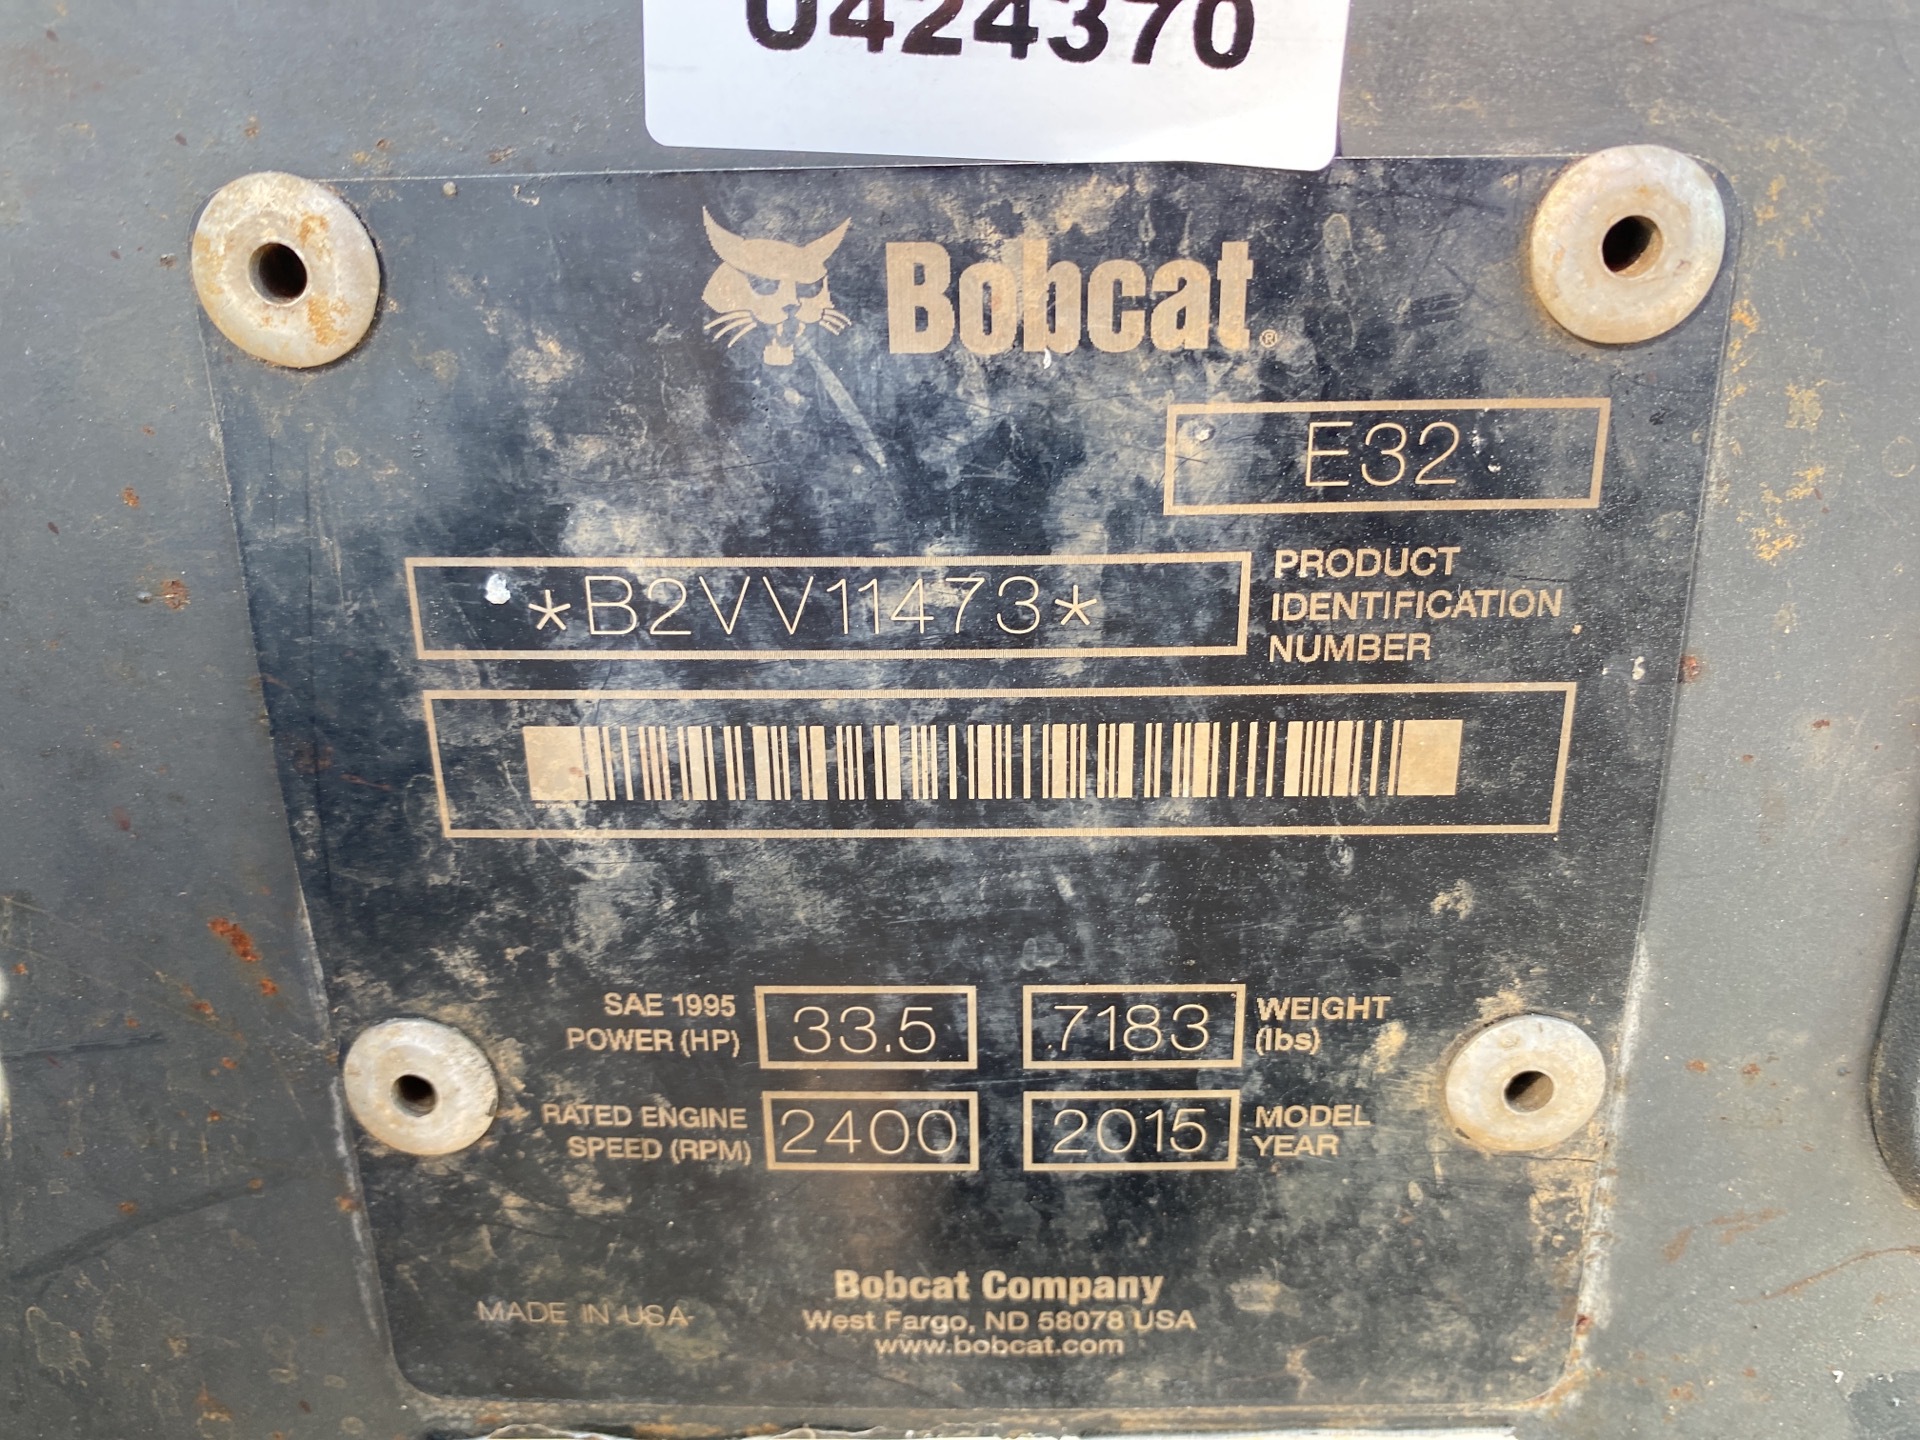 0424370
Bobcat®
E32
*B2VV11473*
PRODUCT
IDENTIFICATION
NUMBER
SAE 1995
POWER (HP)
33.5
7183
WEIGHT
(lbs)
RATED ENGINE
SPEED (RPM)
2400
2015
MODEL
YEAR
MADE IN USA
Bobcat Company
West Fargo, ND 58078 USA
www.bobcat.com